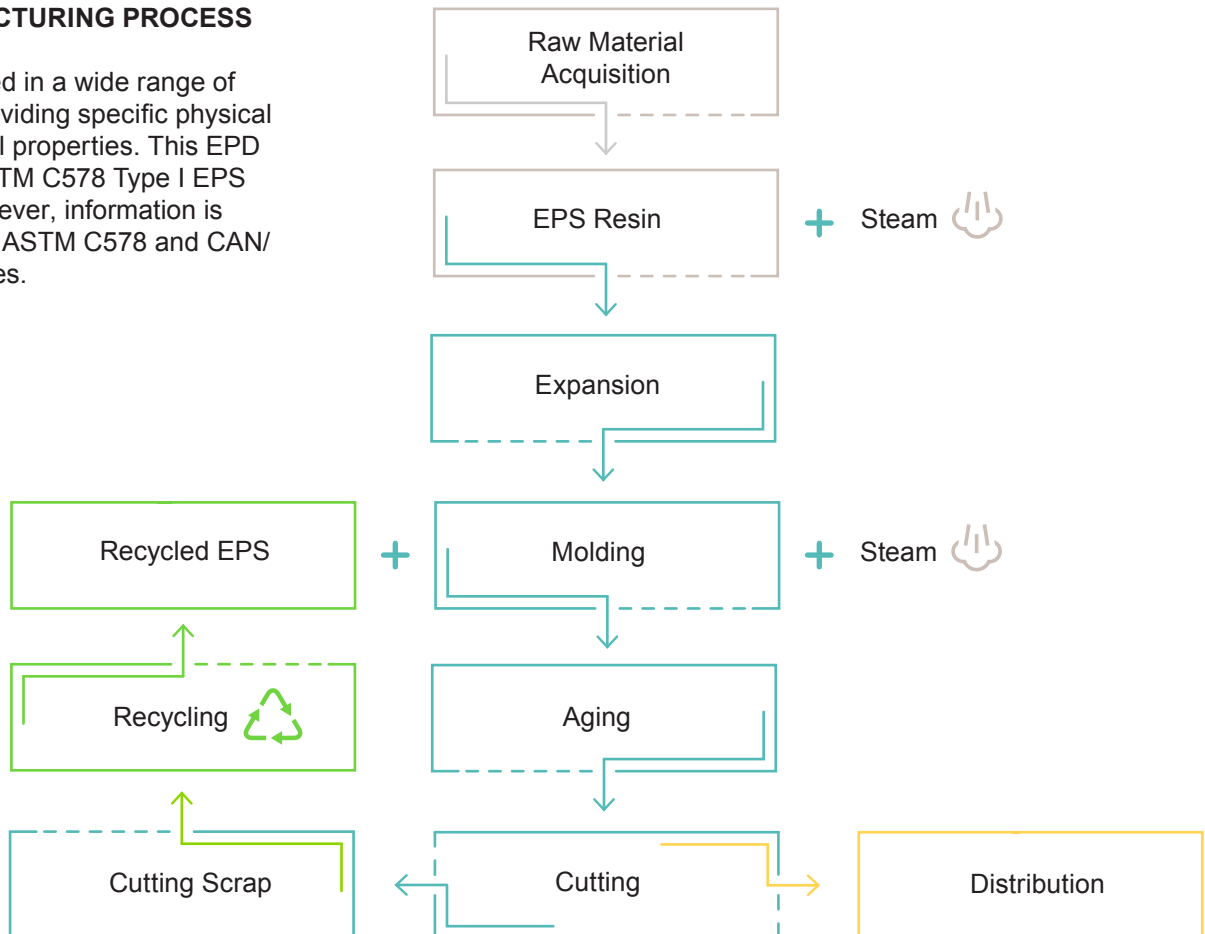 CTURING PROCESS
ed in a wide range of
viding specific physical
l properties. This EPD
TM C578 Type I EPS
ever, information is
ASTM C578 and CAN/
es.
Raw Material
Acquisition
EPS Resin
+ Steam
Expansion
Recycled EPS
+
Molding
+ Steam
Recycling
Aging
Cutting Scrap
Cutting
Distribution